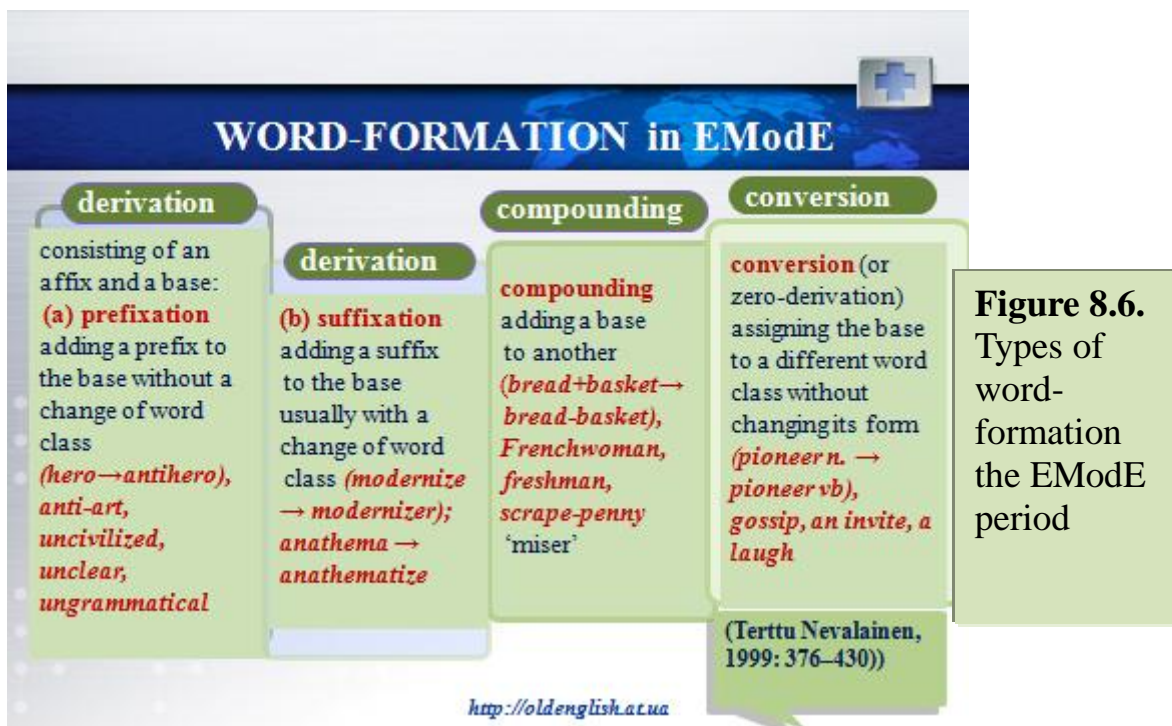 WORD-FORMATION in EModE
derivation
consisting of an
affix and a base:
(a) prefixation
adding a prefix to
the base without a
change of word
class
(hero→antihero),
anti-art,
uncivilized,
unclear,
ungrammatical
derivation
(b) suffixation
adding a suffix
to the base
usually with a
change of word
class (modernize
→ modernizer);
anathema →
anathematize
compounding
compounding
adding a base
to another
(bread+basket→
bread-basket),
Frenchwoman,
freshman,
scrape-penny
‘miser’
conversion
conversion (or
zero-derivation)
assigning the base
to a different word
class without
changing its form
(pioneer n. →
pioneer vb),
gossip, an invite, a
laugh
(Terttu Nevalainen,
1999: 376–430))
http://oldenglish.at.ua
Figure 8.6.
Types of
word-
formation
the EModE
period